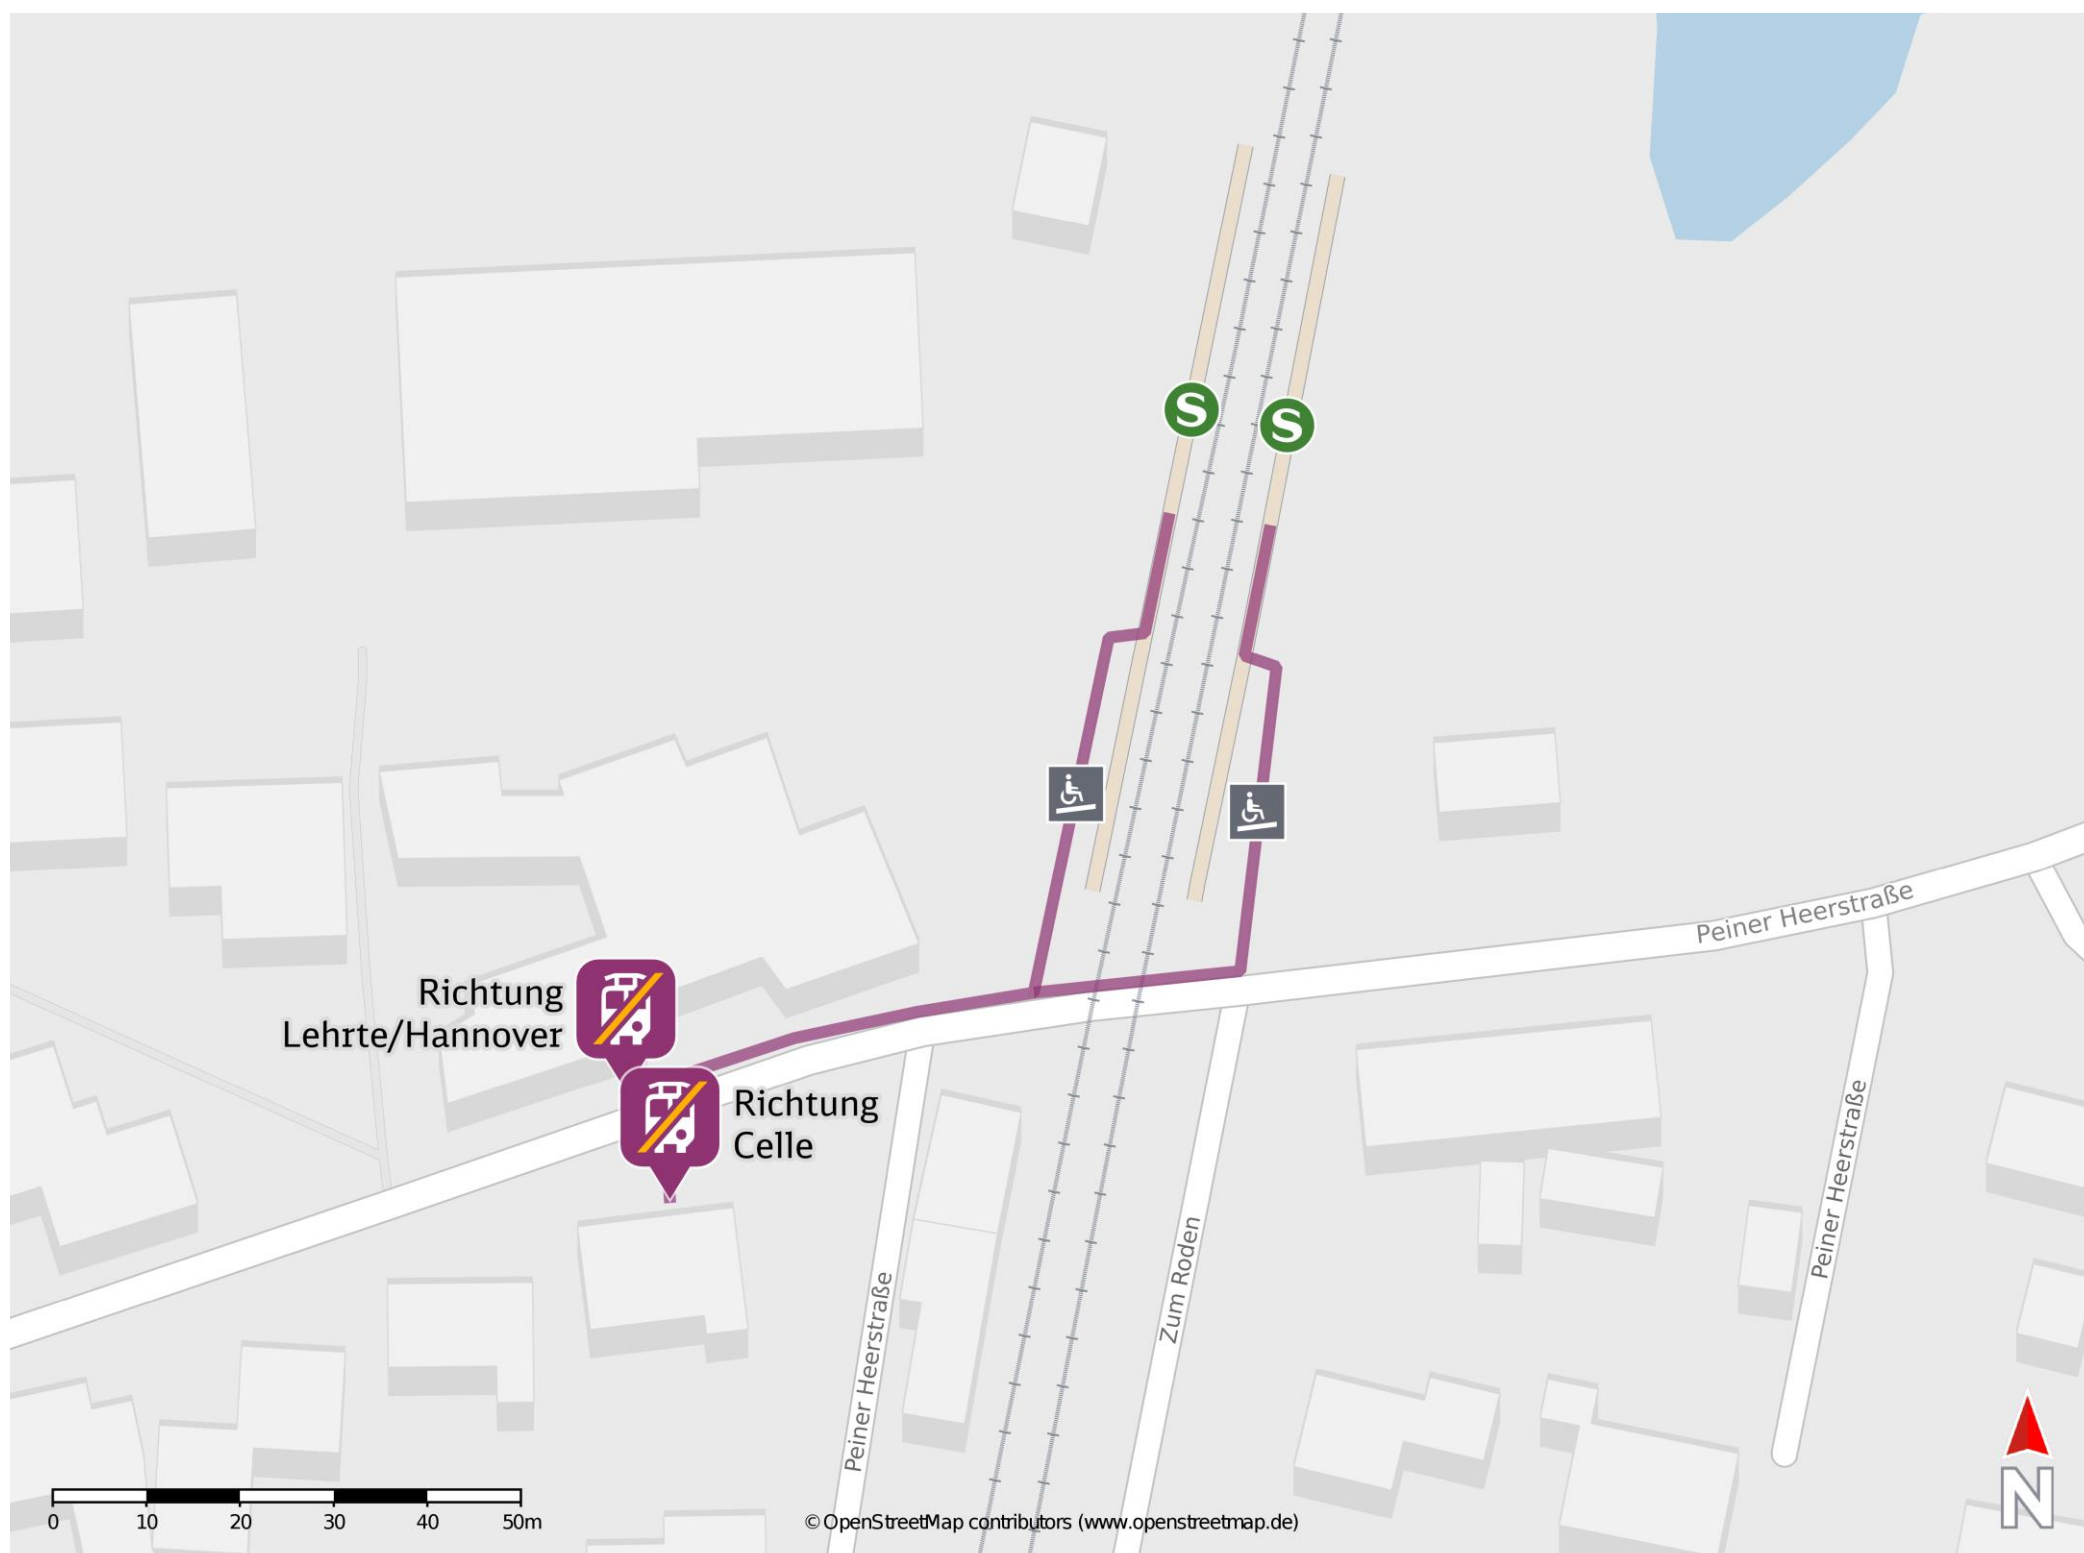 S
S
Peiner Heerstraße
Richtung
Lehrte/Hannover
Richtung
Celle
Peiner Heerstraße
Zum Roden
Peiner Heerstraße
0 10 20 30 40 50m
© OpenStreetMap contributors (www.openstreetmap.de)
N